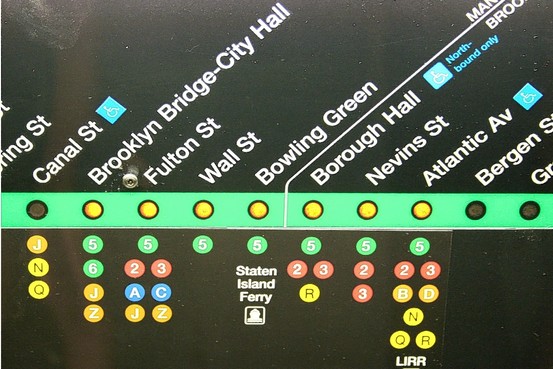 ring St
Canal St
Brooklyn Bridge-City Hall
Fulton St
Wall St
Bowling Green
Borough Hall
North-
bound only
Nevins St
Atlantic Av
Bergen S
Gr
MAN
BROO
J
N
Q
5
6
J
Z
5
2 3
A C
J Z
5
5
Staten
Island
Ferry
5
2 3
R
5
2
3
5
2 3
B D
N
Q R
LIRR